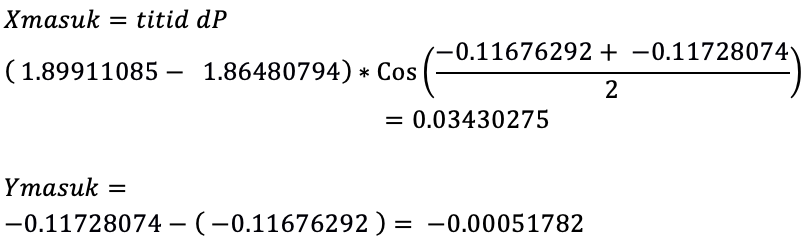 Xmasuk = titid dP
( 1.89911085 − 1.86480794) ∗ Cos (−0.11676292 + −0.11728074 / 2)
= 0.03430275
Ymasuk =
−0.11728074 − ( −0.11676292 ) = −0.00051782